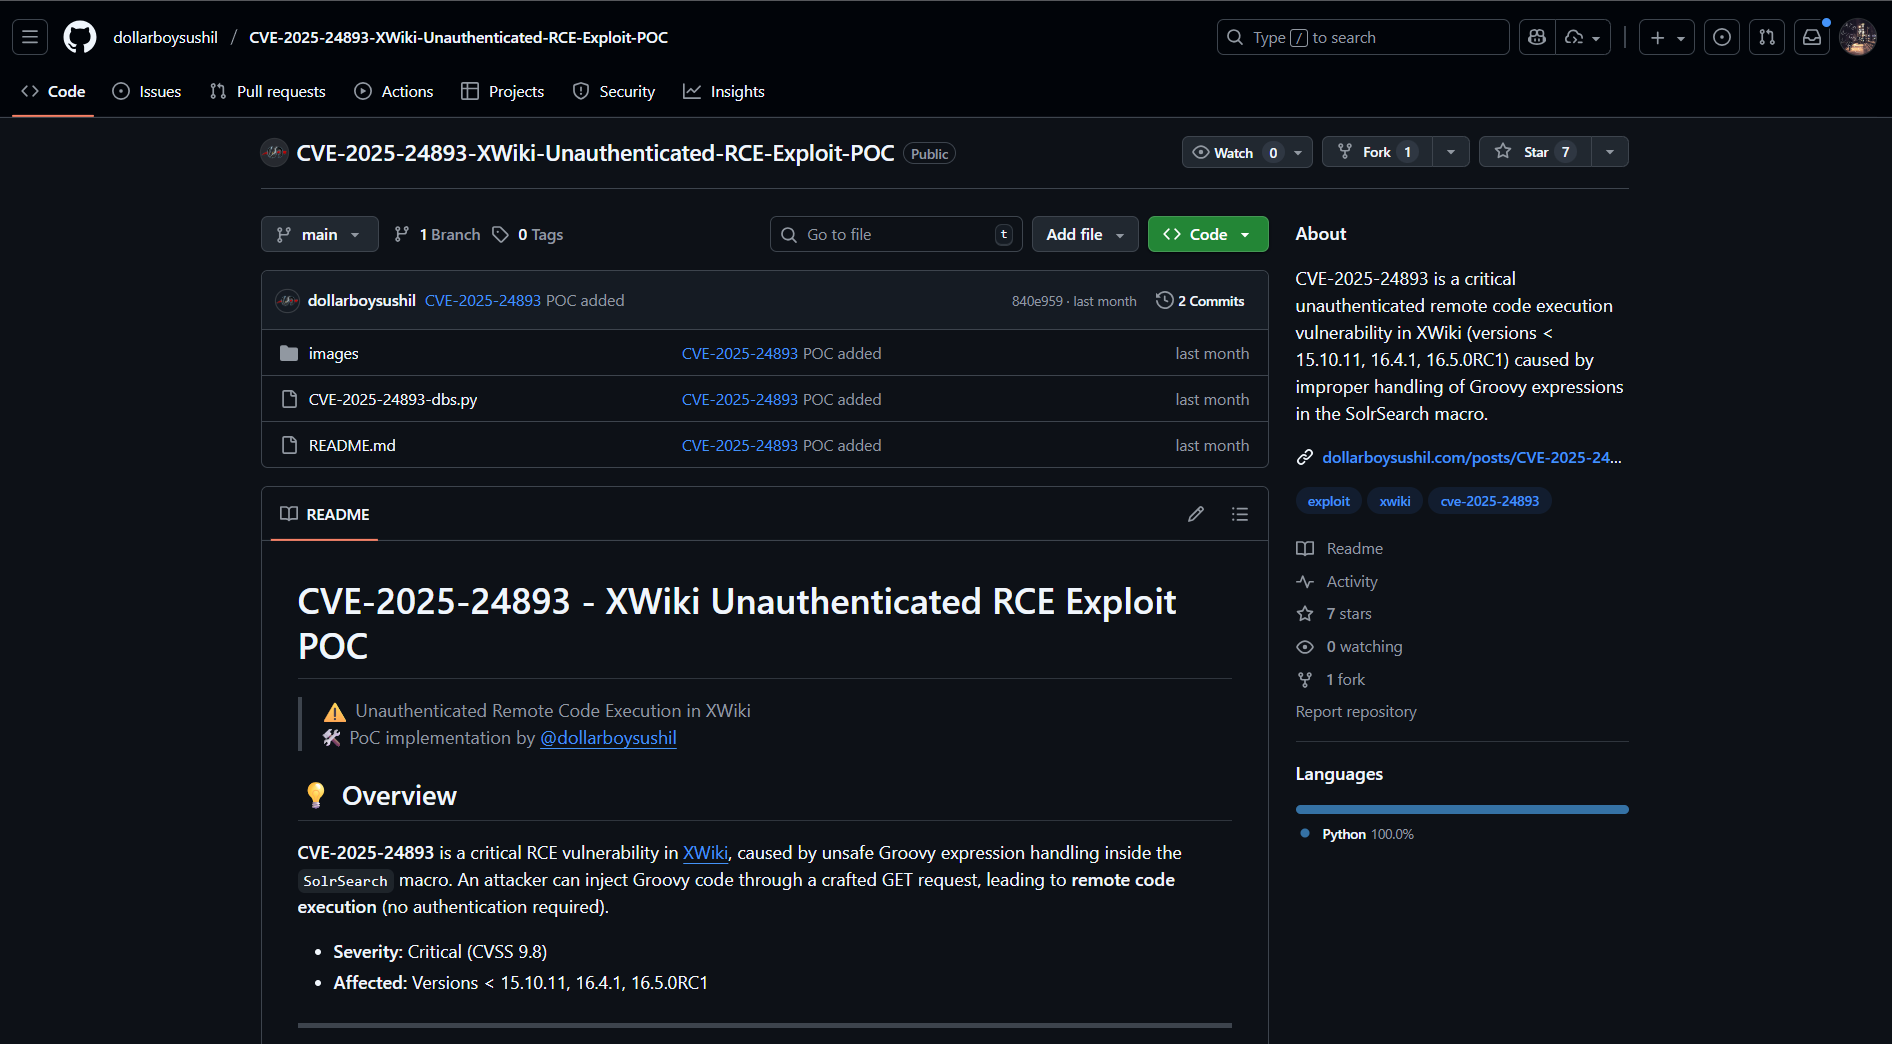 dollarboysushil / CVE-2025-24893-XWiki-Unauthenticated-RCE-Exploit-POC
Type / to search
Code Issues Pull requests Actions Projects Security Insights
CVE-2025-24893-XWiki-Unauthenticated-RCE-Exploit-POC Public
Watch 0 Fork 1 Star 7
main 1 Branch 0 Tags
Go to file t
Add file
Code
dollarboysushil CVE-2025-24893 POC added 840e959 · last month 2 Commits
images CVE-2025-24893 POC added last month
CVE-2025-24893-dbs.py CVE-2025-24893 POC added last month
README.md CVE-2025-24893 POC added last month
README
CVE-2025-24893 - XWiki Unauthenticated RCE Exploit
POC
⚠️ Unauthenticated Remote Code Execution in XWiki
🛠️ PoC implementation by @dollarboysushil
💡 Overview
CVE-2025-24893 is a critical RCE vulnerability in XWiki, caused by unsafe Groovy expression handling inside the
SolrSearch macro. An attacker can inject Groovy code through a crafted GET request, leading to remote code
execution (no authentication required).
• Severity: Critical (CVSS 9.8)
• Affected: Versions < 15.10.11, 16.4.1, 16.5.0RC1
About
CVE-2025-24893 is a critical
unauthenticated remote code execution
vulnerability in XWiki (versions <
15.10.11, 16.4.1, 16.5.0RC1) caused by
improper handling of Groovy expressions
in the SolrSearch macro.
dollarboysushil.com/posts/CVE-2025-24...
exploit xwiki cve-2025-24893
Readme
Activity
7 stars
0 watching
1 fork
Report repository
Languages
Python 100.0%